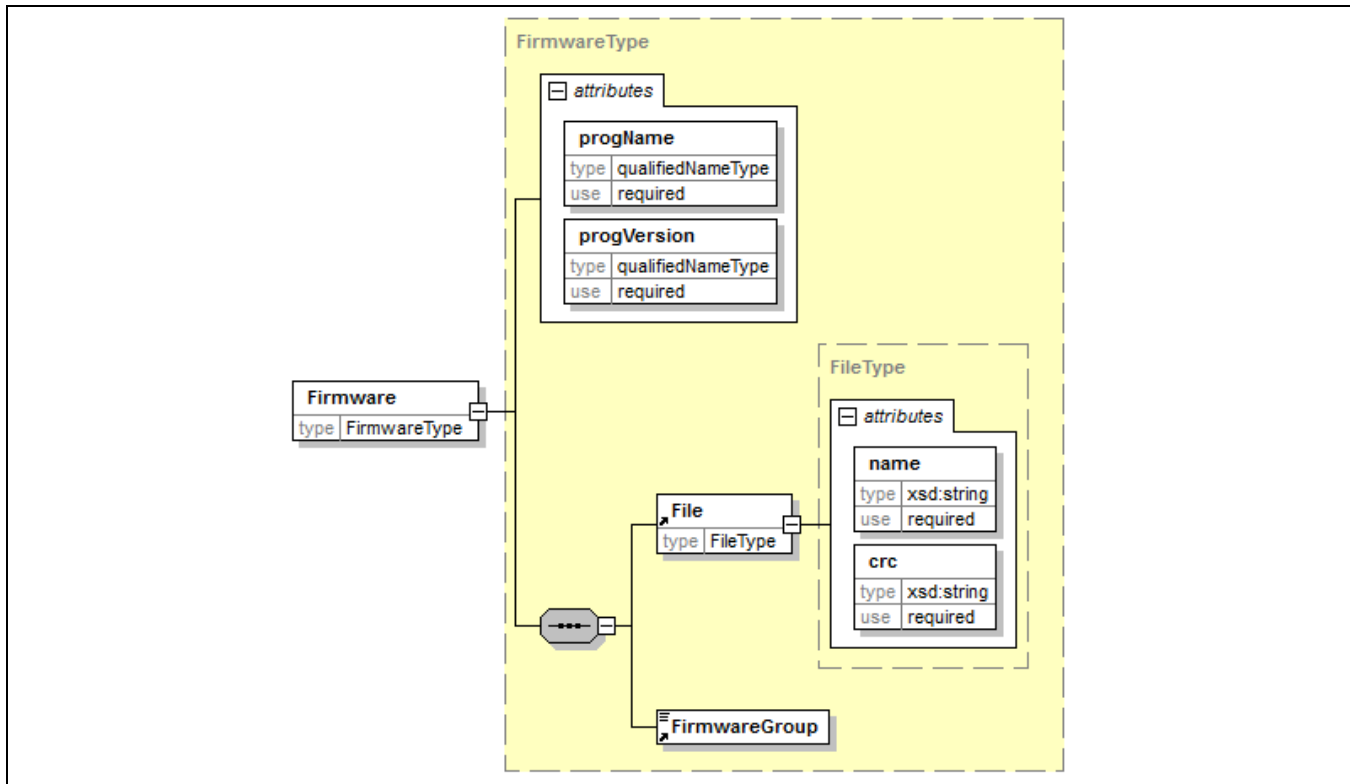 FirmwareType
attributes
progName
type qualifiedNameType
use required
progVersion
type qualifiedNameType
use required
Firmware
type FirmwareType
FileType
attributes
name
type xsd:string
use required
File
type FileType
crc
type xsd:string
use required
FirmwareGroup